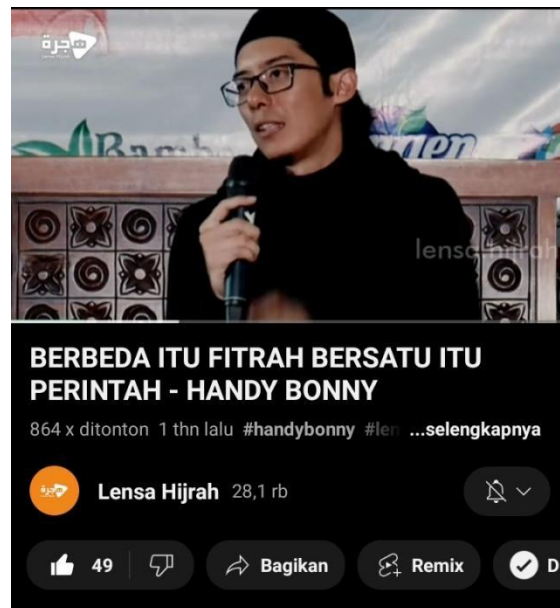 هجرة
lensa hijrah
BERBEDA ITU FITRAH BERSATU ITU
PERINTAH - HANDY BONNY
864 x ditonton 1 thn lalu #handybonny #len ...selengkapnya
Lensa Hijrah 28,1 rb
49 Bagikan Remix D